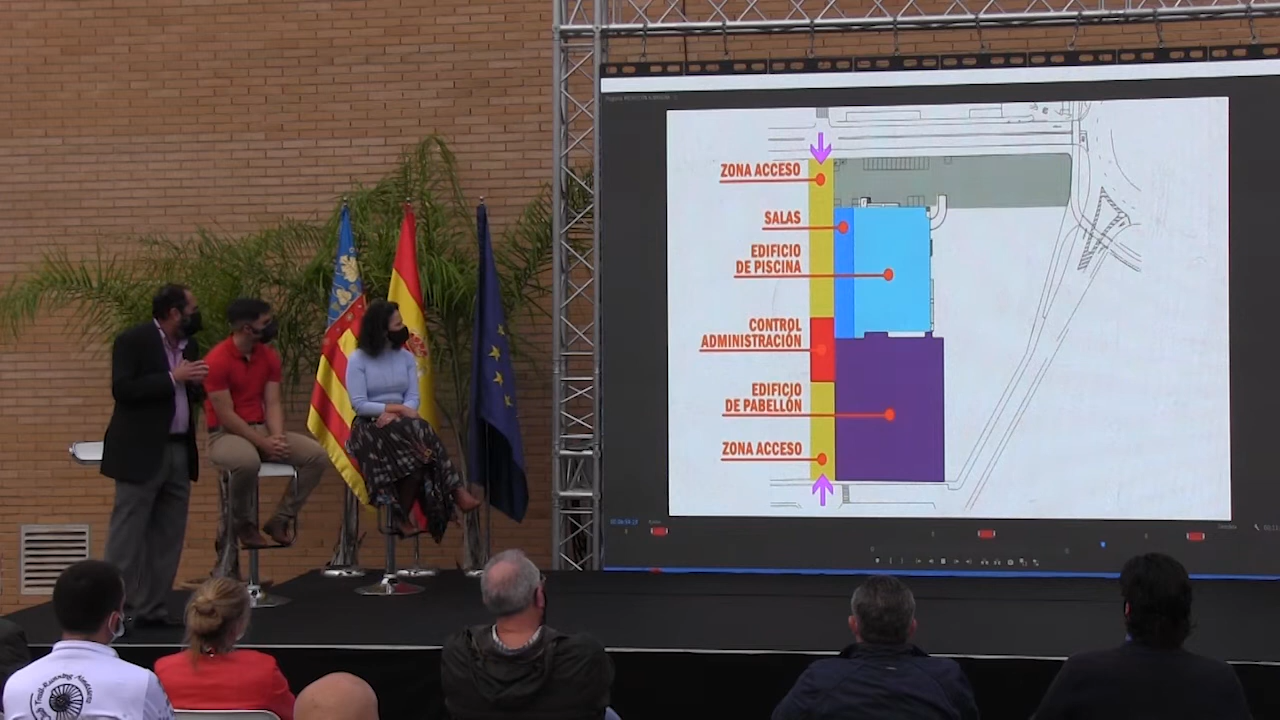 ZONA ACCESO
SALAS
EDIFICIO
DE PISCINA
CONTROL
ADMINISTRACIÓN
EDIFICIO
DE PABELLÓN
ZONA ACCESO